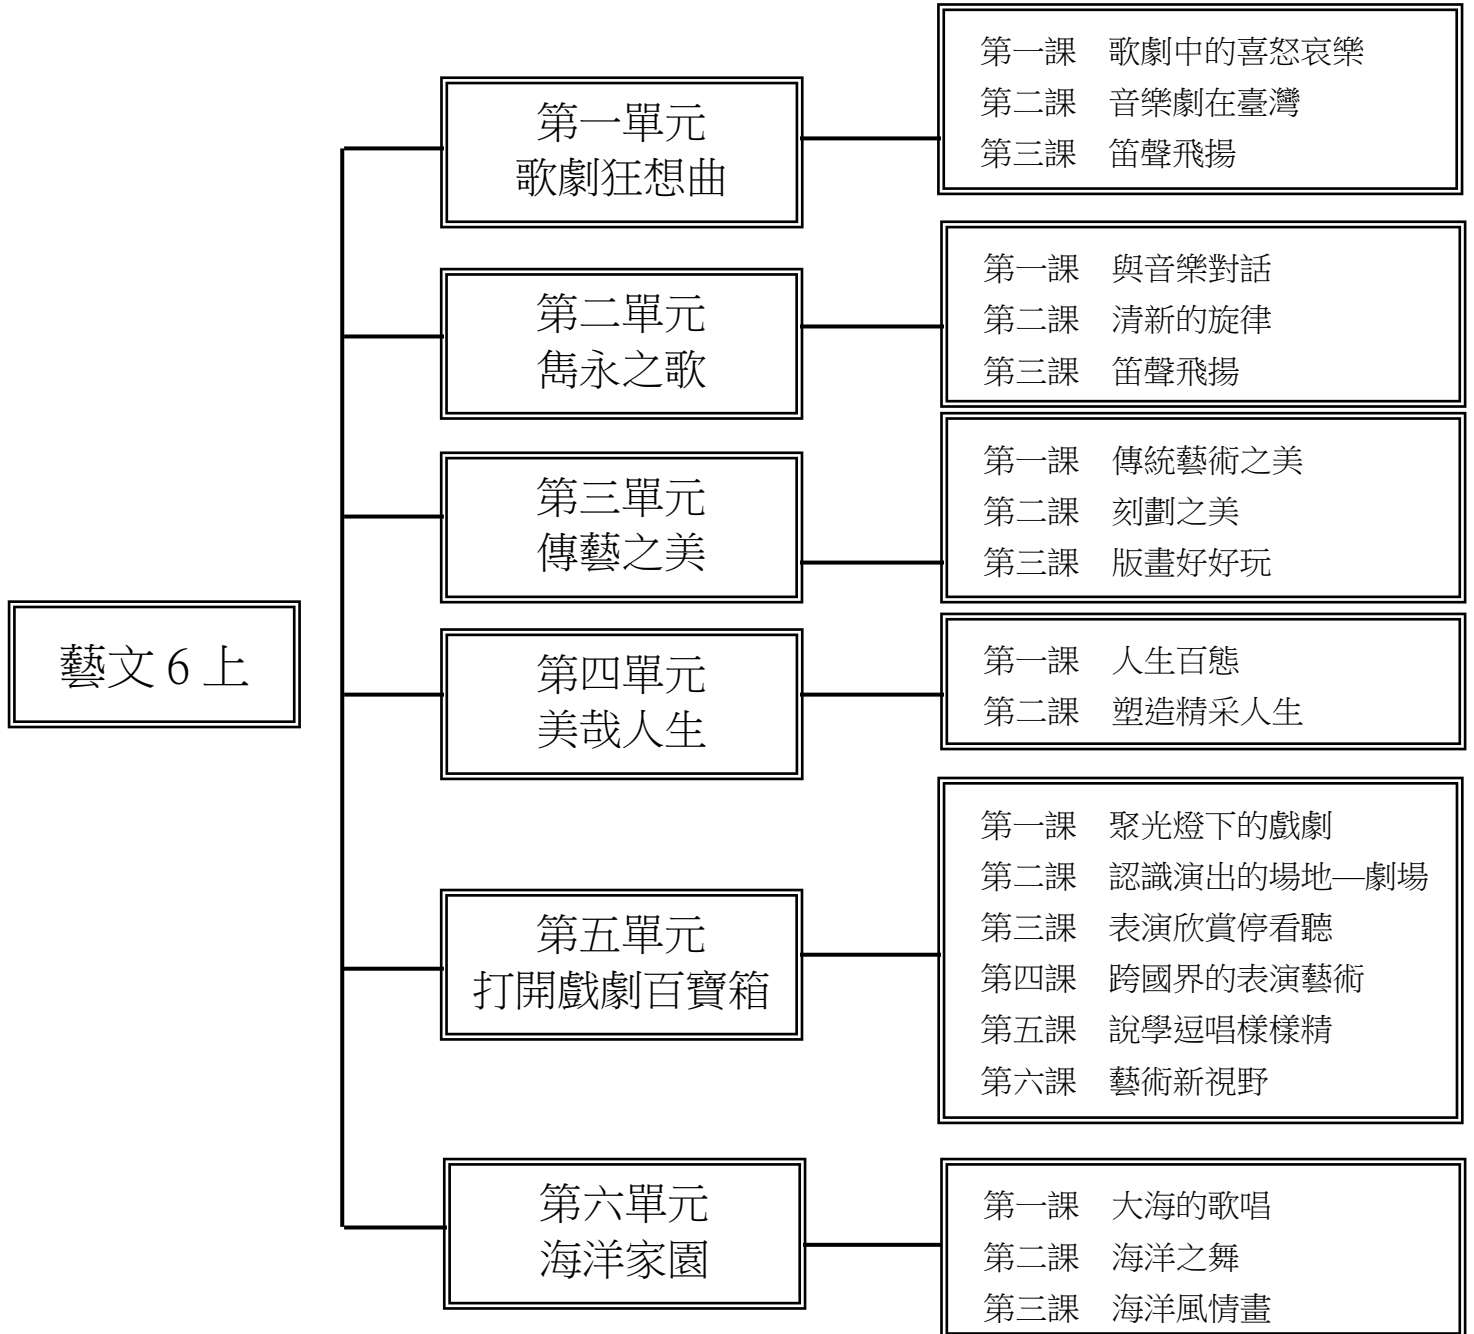 藝文 6 上
第一單元
歌劇狂想曲
第一課　歌劇中的喜怒哀樂
第二課　音樂劇在臺灣
第三課　笛聲飛揚
第二單元
雋永之歌
第一課　與音樂對話
第二課　清新的旋律
第三課　笛聲飛揚
第三單元
傳藝之美
第一課　傳統藝術之美
第二課　刻劃之美
第三課　版畫好好玩
第四單元
美哉人生
第一課　人生百態
第二課　塑造精采人生
第五單元
打開戲劇百寶箱
第一課　聚光燈下的戲劇
第二課　認識演出的場地—劇場
第三課　表演欣賞停看聽
第四課　跨國界的表演藝術
第五課　說學逗唱樣樣精
第六課　藝術新視野
第六單元
海洋家園
第一課　大海的歌唱
第二課　海洋之舞
第三課　海洋風情畫